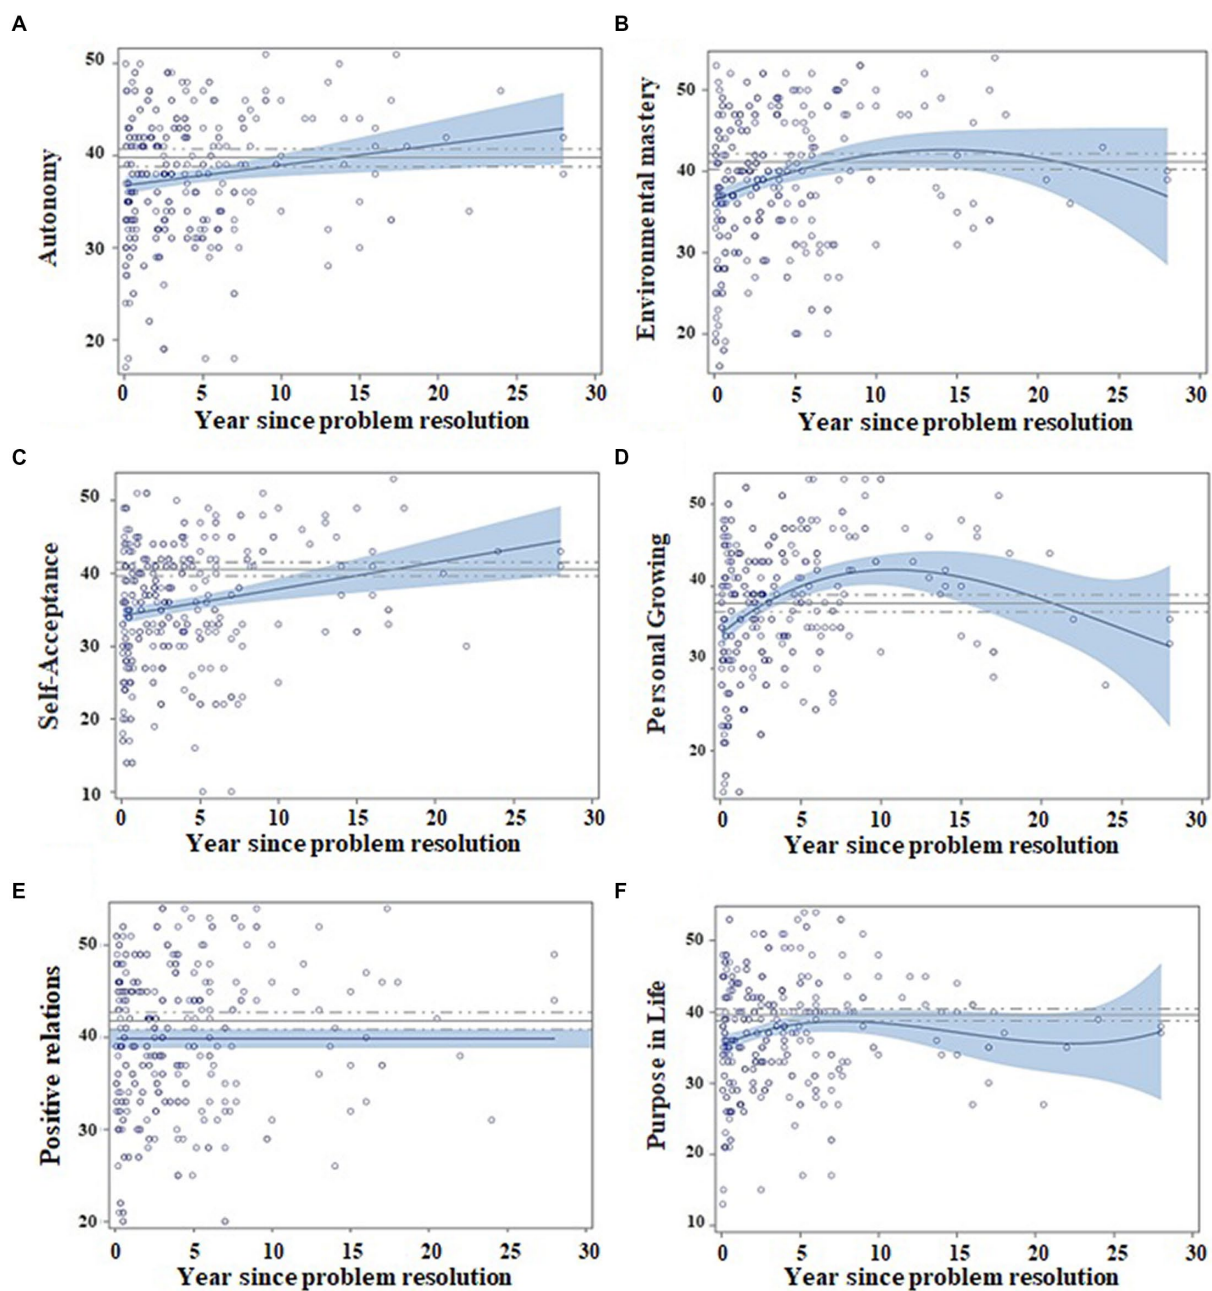 A
Autonomy
50
40
30
20
0 5 10 15 20 25 30
Year since problem resolution
B
Environmental mastery
50
40
30
20
0 5 10 15 20 25 30
Year since problem resolution
C
Self-Acceptance
50
40
30
20
10
0 5 10 15 20 25 30
Year since problem resolution
D
Personal Growing
50
40
30
20
0 5 10 15 20 25 30
Year since problem resolution
E
Positive relations
50
40
30
20
0 5 10 15 20 25 30
Year since problem resolution
F
Purpose in Life
50
40
30
20
10
0 5 10 15 20 25 30
Year since problem resolution